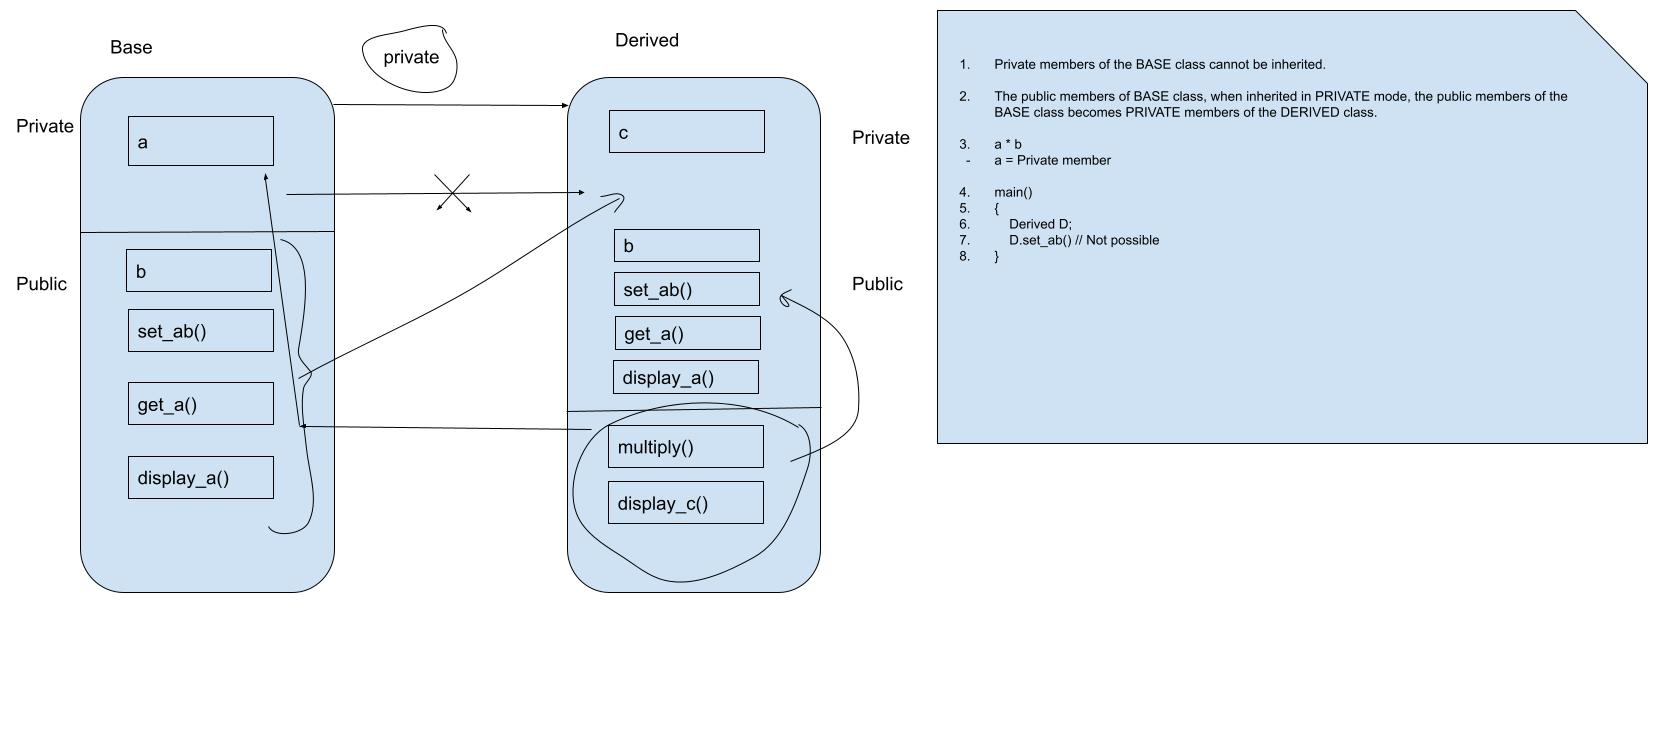 Base
private
Derived
Private
a
c
Private
b
b
Public
set_ab()
Public
set_ab()
get_a()
display_a()
get_a()
multiply()
display_a()
display_c()
1. Private members of the BASE class cannot be inherited.
2. The public members of BASE class, when inherited in PRIVATE mode, the public members of the
BASE class becomes PRIVATE members of the DERIVED class.
3. a * b
- a = Private member
4. main()
5. {
6. Derived D;
7. D.set_ab() // Not possible
8. }